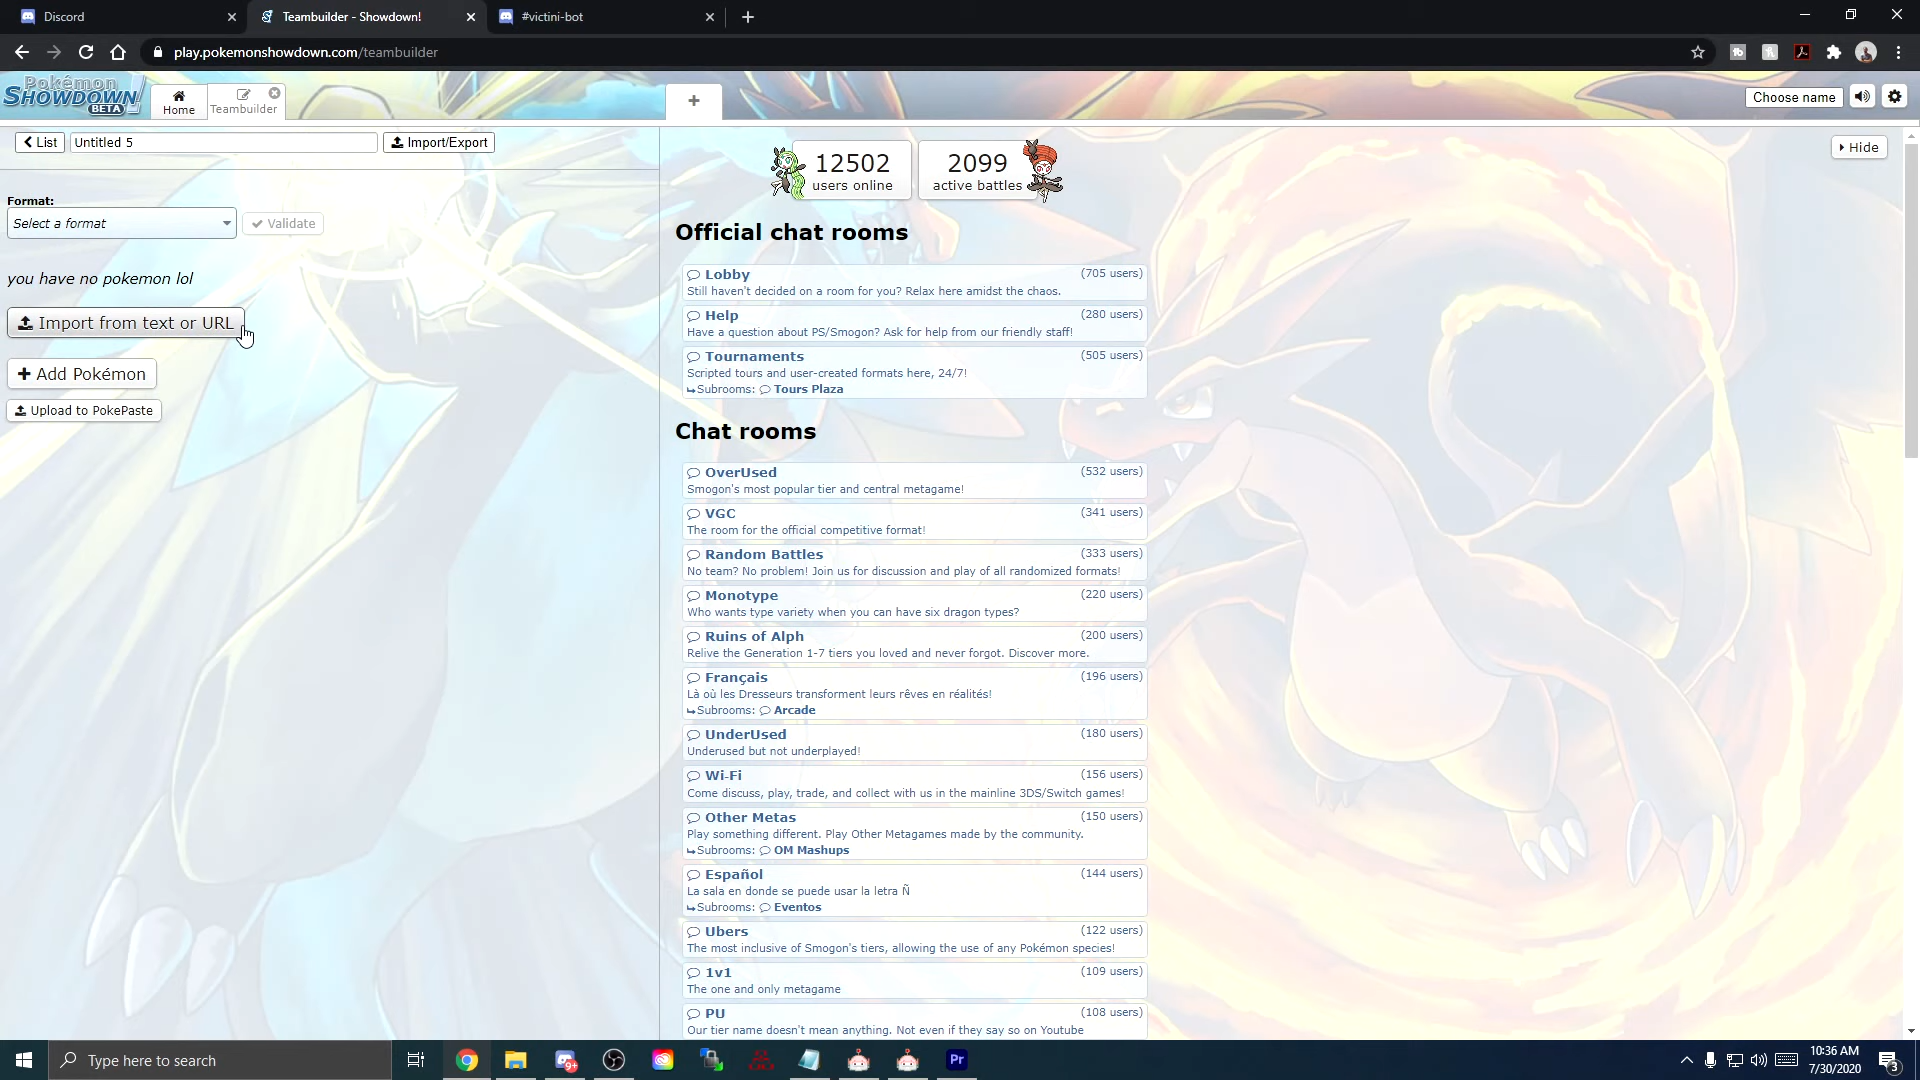 Discord
Teambuilder - Showdown!
#victini-bot
play.pokemonshowdown.com/teambuilder
Pokémon
SHOWDOWN!
BETA
Home
Teambuilder
Choose name
List
Untitled 5
Import/Export
Format:
Select a format
Validate
you have no pokemon lol
Import from text or URL
Add Pokémon
Upload to PokePaste
12502
users online
2099
active battles
Hide
Official chat rooms
Lobby (705 users)
Still haven't decided on a room for you? Relax here amidst the chaos.
Help (280 users)
Have a question about PS/Smogon? Ask for help from our friendly staff!
Tournaments (505 users)
Scripted tours and user-created formats here, 24/7!
Subrooms: Tours Plaza
Chat rooms
OverUsed (532 users)
Smogon's most popular tier and central metagame!
VGC (341 users)
The room for the official competitive format!
Random Battles (333 users)
No team? No problem! Join us for discussion and play of all randomized formats!
Monotype (220 users)
Who wants type variety when you can have six dragon types?
Ruins of Alph (200 users)
Relive the Generation 1-7 tiers you loved and never forgot. Discover more.
Français (196 users)
Là où les Dresseurs transforment leurs rêves en réalités!
Subrooms: Arcade
UnderUsed (180 users)
Underused but not underplayed!
Wi-Fi (156 users)
Come discuss, play, trade, and collect with us in the mainline 3DS/Switch games!
Other Metas (150 users)
Play something different. Play Other Metagames made by the community.
Subrooms: OM Mashups
Español (144 users)
La sala en donde se puede usar la letra Ñ
Subrooms: Eventos
Ubers (122 users)
The most inclusive of Smogon's tiers, allowing the use of any Pokémon species!
1v1 (109 users)
The one and only metagame
PU (108 users)
Our tier name doesn't mean anything. Not even if they say so on Youtube
Type here to search
9+
Pr
10:36 AM
7/30/2020
3